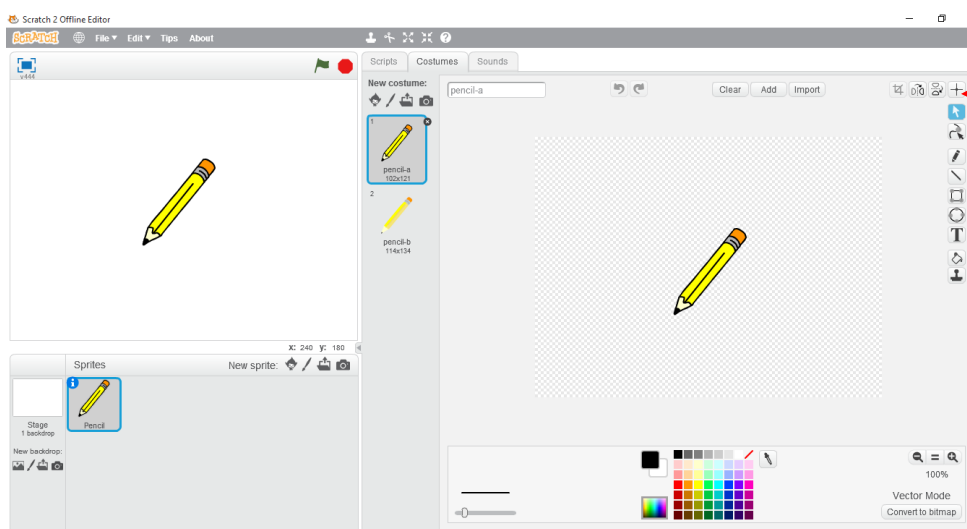 Scratch 2 Offline Editor
SCRATCH File Edit Tips About
v444
Scripts Costumes Sounds
New costume:
pencil-a
Clear Add Import
1
pencil-a
102x121
2
pencil-b
114x134
T
X: 240 Y: 180
Sprites New sprite:
Stage
1 backdrop
Pencil
New backdrop:
100%
Vector Mode
Convert to bitmap